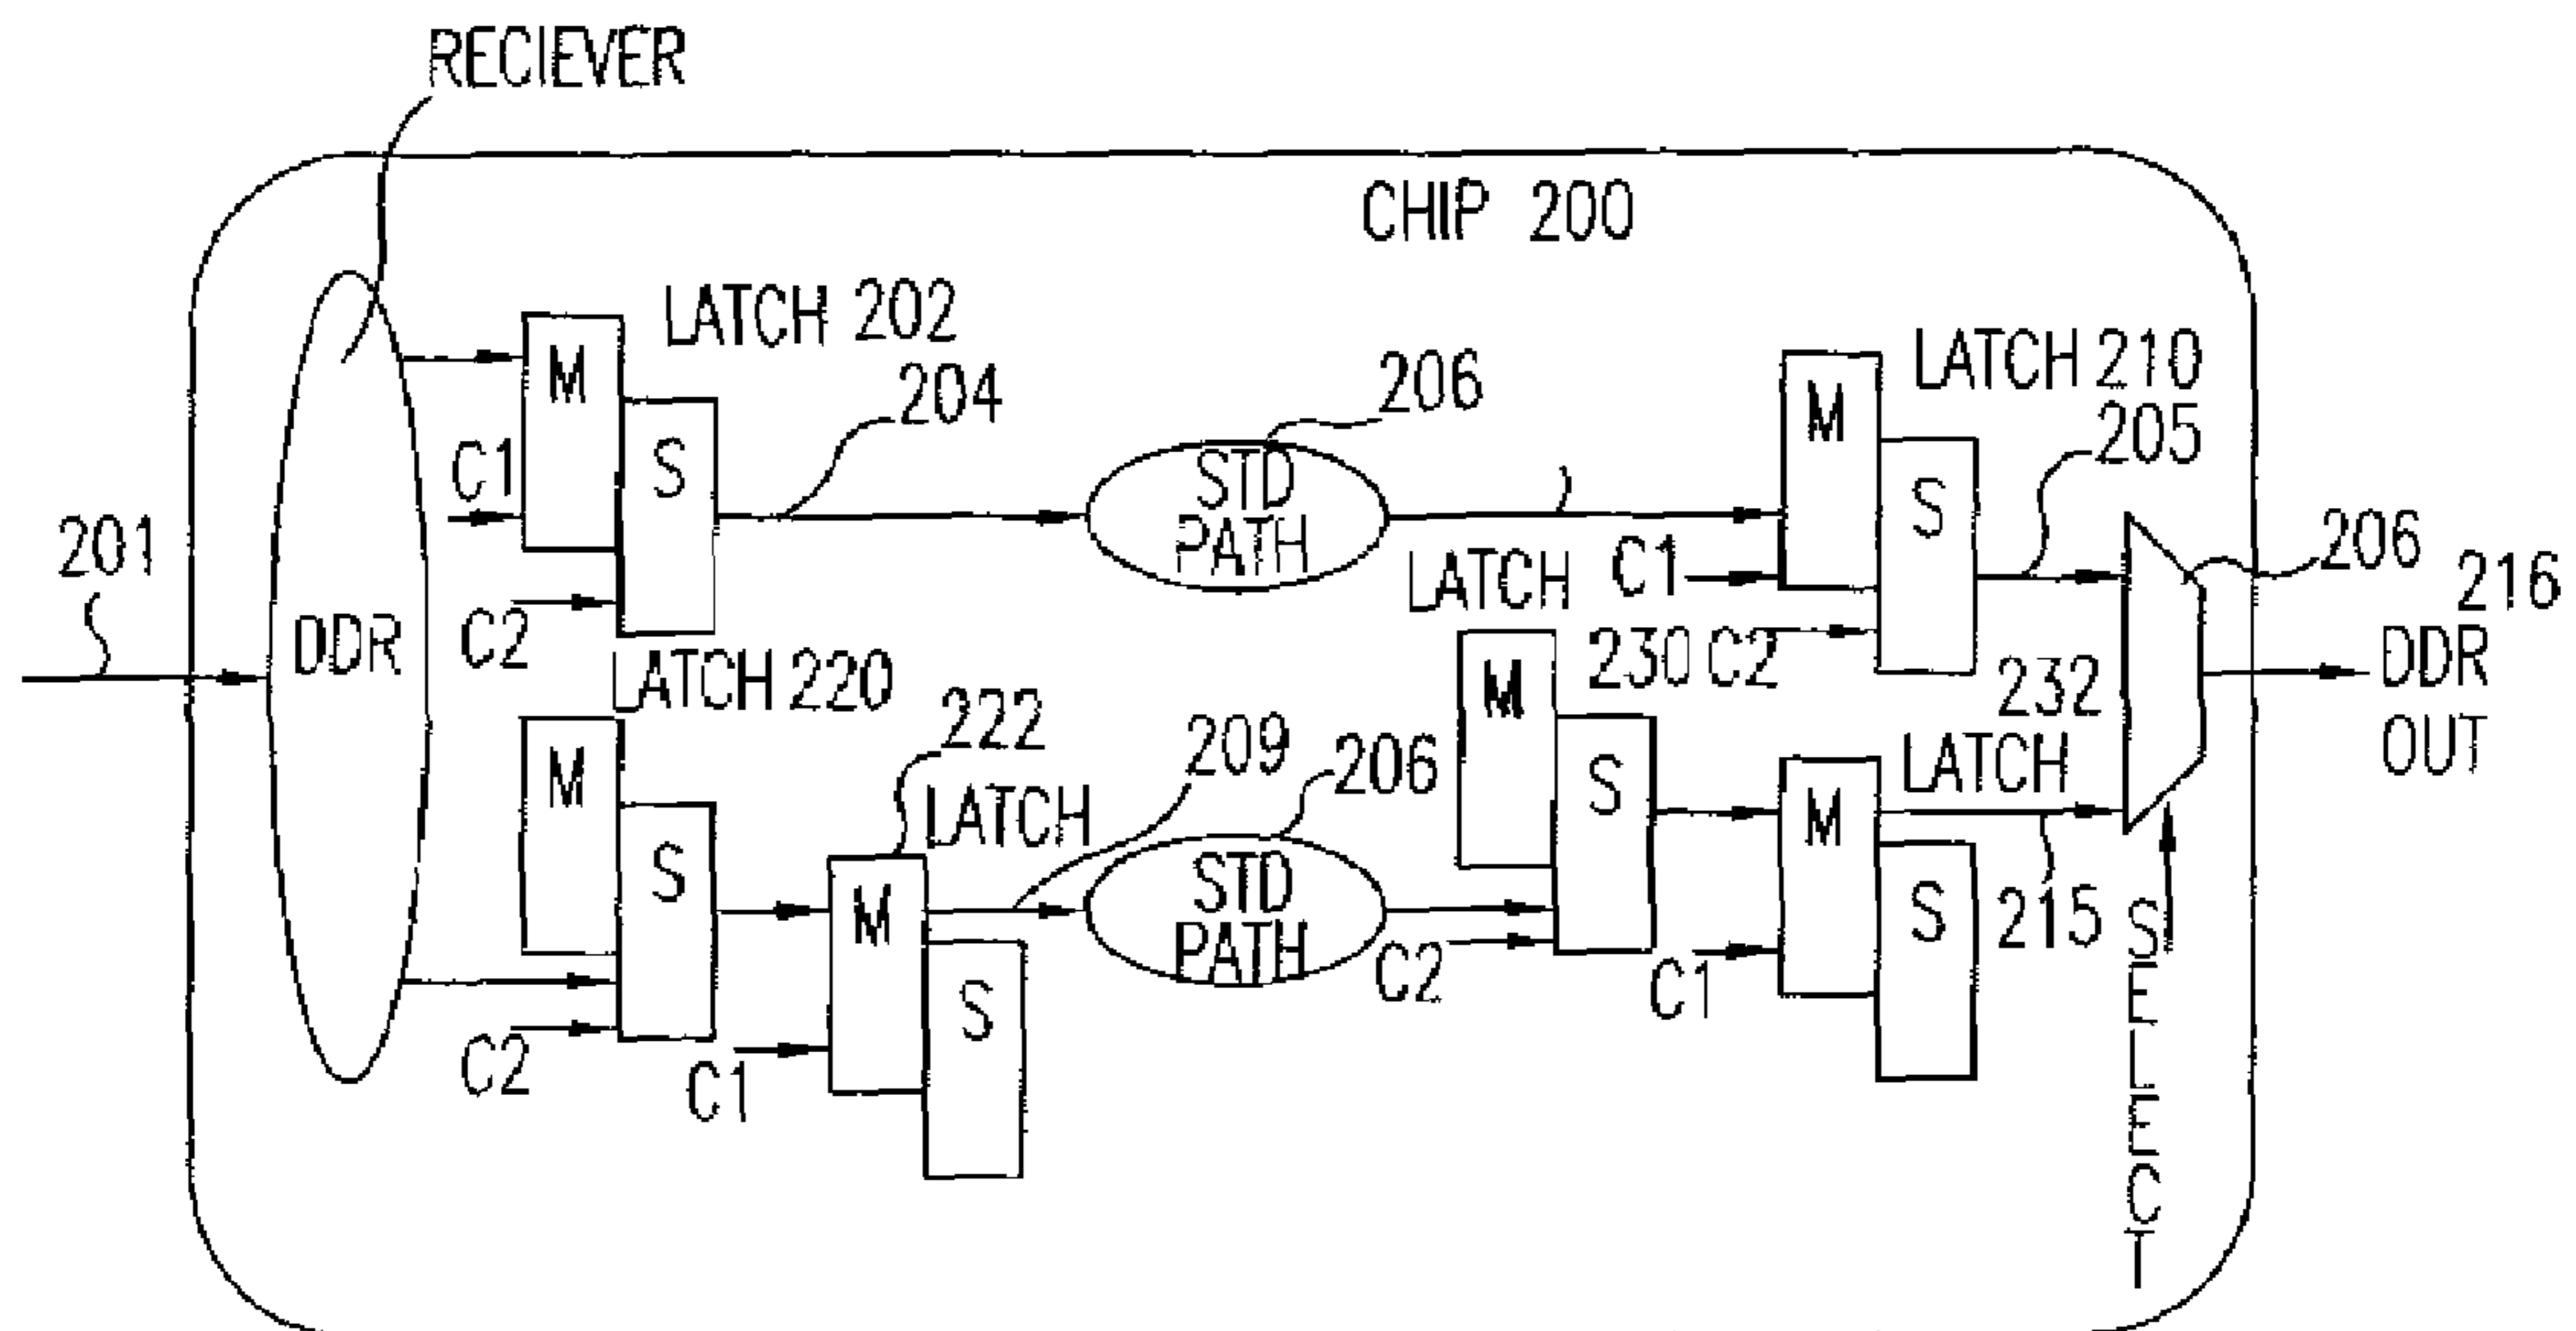 RECIEVER
CHIP 200
LATCH 202
M
S
C1
C2
204
STD
PATH
206
LATCH 210
M
S
C1
C2
205
206
201
DDR
216
DDR
OUT
LATCH 220
M
S
C2
222
LATCH
M
S
C1
209
206
STD
PATH
LATCH
230
M
S
C2
232
LATCH
M
S
C1
215
SELECT